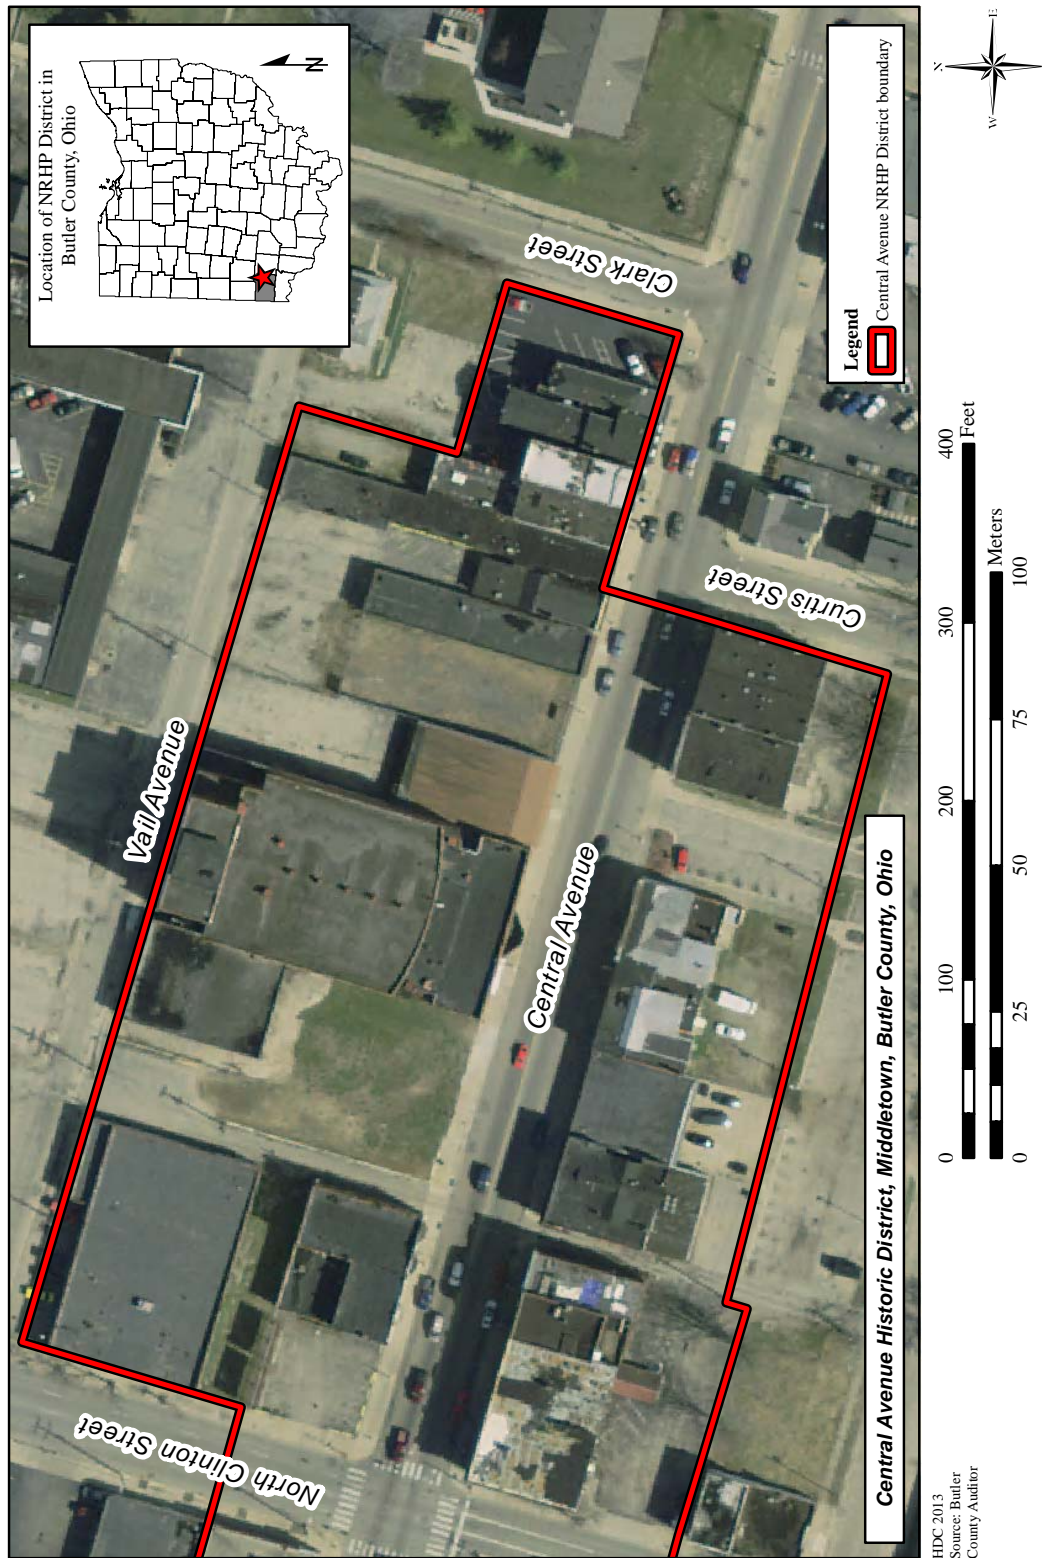 Location of NRHP District in
Butler County, Ohio
N
Vail Avenue
Clark Street
Central Avenue
Curtis Street
North Clinton Street
Legend
Central Avenue NRHP District boundary
Central Avenue Historic District, Middletown, Butler County, Ohio
N
W
E
0
100
200
300
400
Feet
Meters
0
25
50
75
100
HDC 2013
Source: Butler
County Auditor